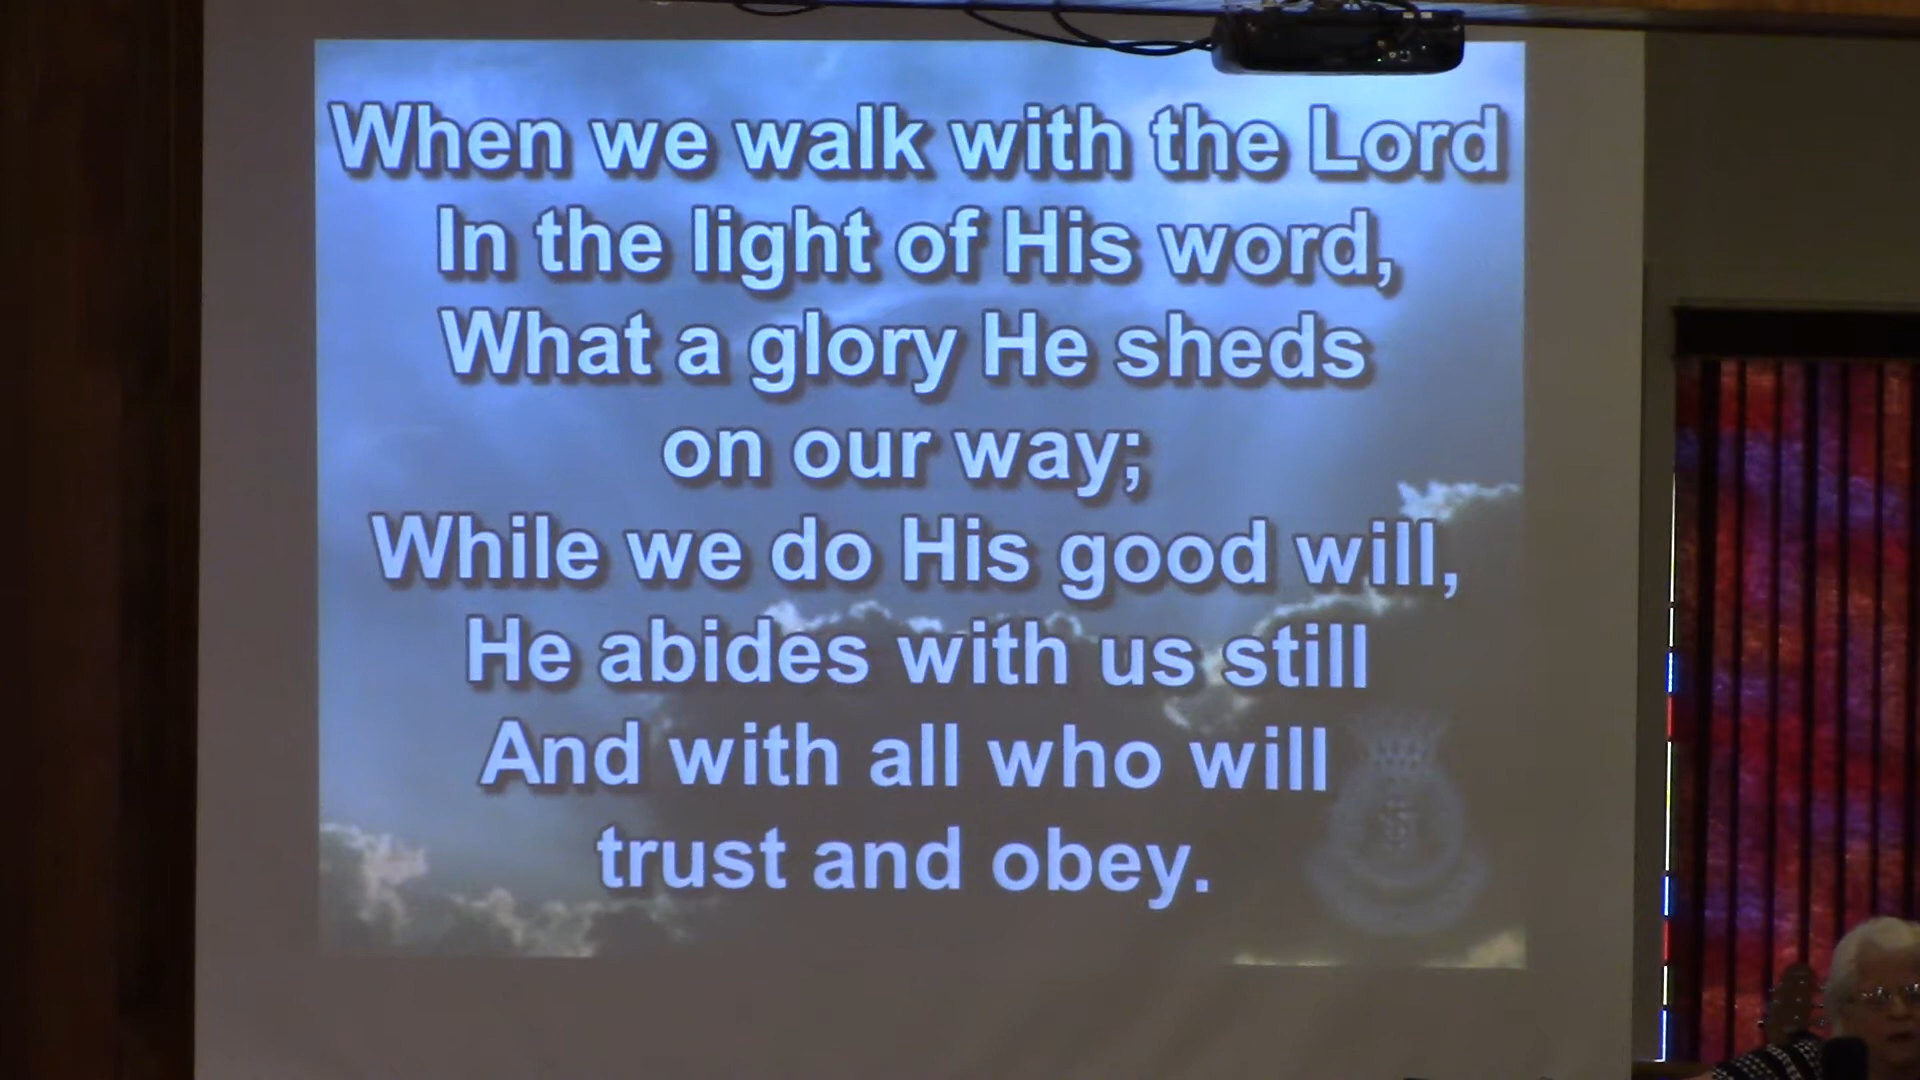 When we walk with the Lord
In the light of His word,
What a glory He sheds
on our way;
While we do His good will,
He abides with us still
And with all who will
trust and obey.